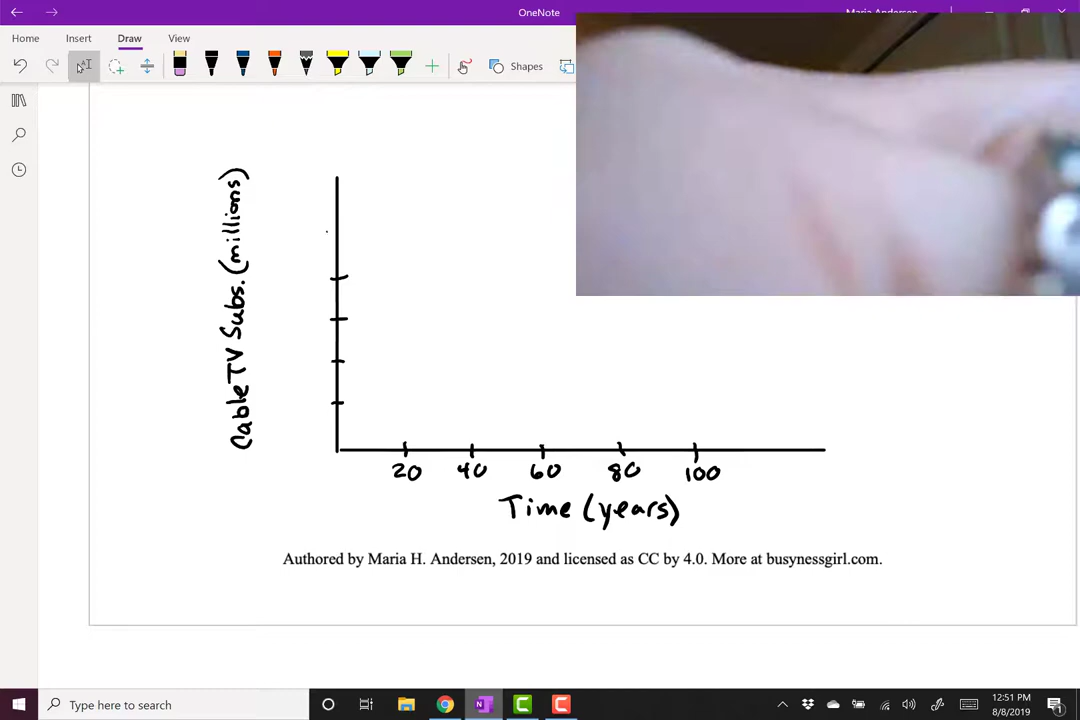 OneNote
Maria Andersen
Home
Insert
Draw
View
Shapes
Cable TV Subs. (millions)
20 40 60 80 100
Time (years)
Authored by Maria H. Andersen, 2019 and licensed as CC by 4.0. More at busynessgirl.com.
Type here to search
12:51 PM
8/8/2019